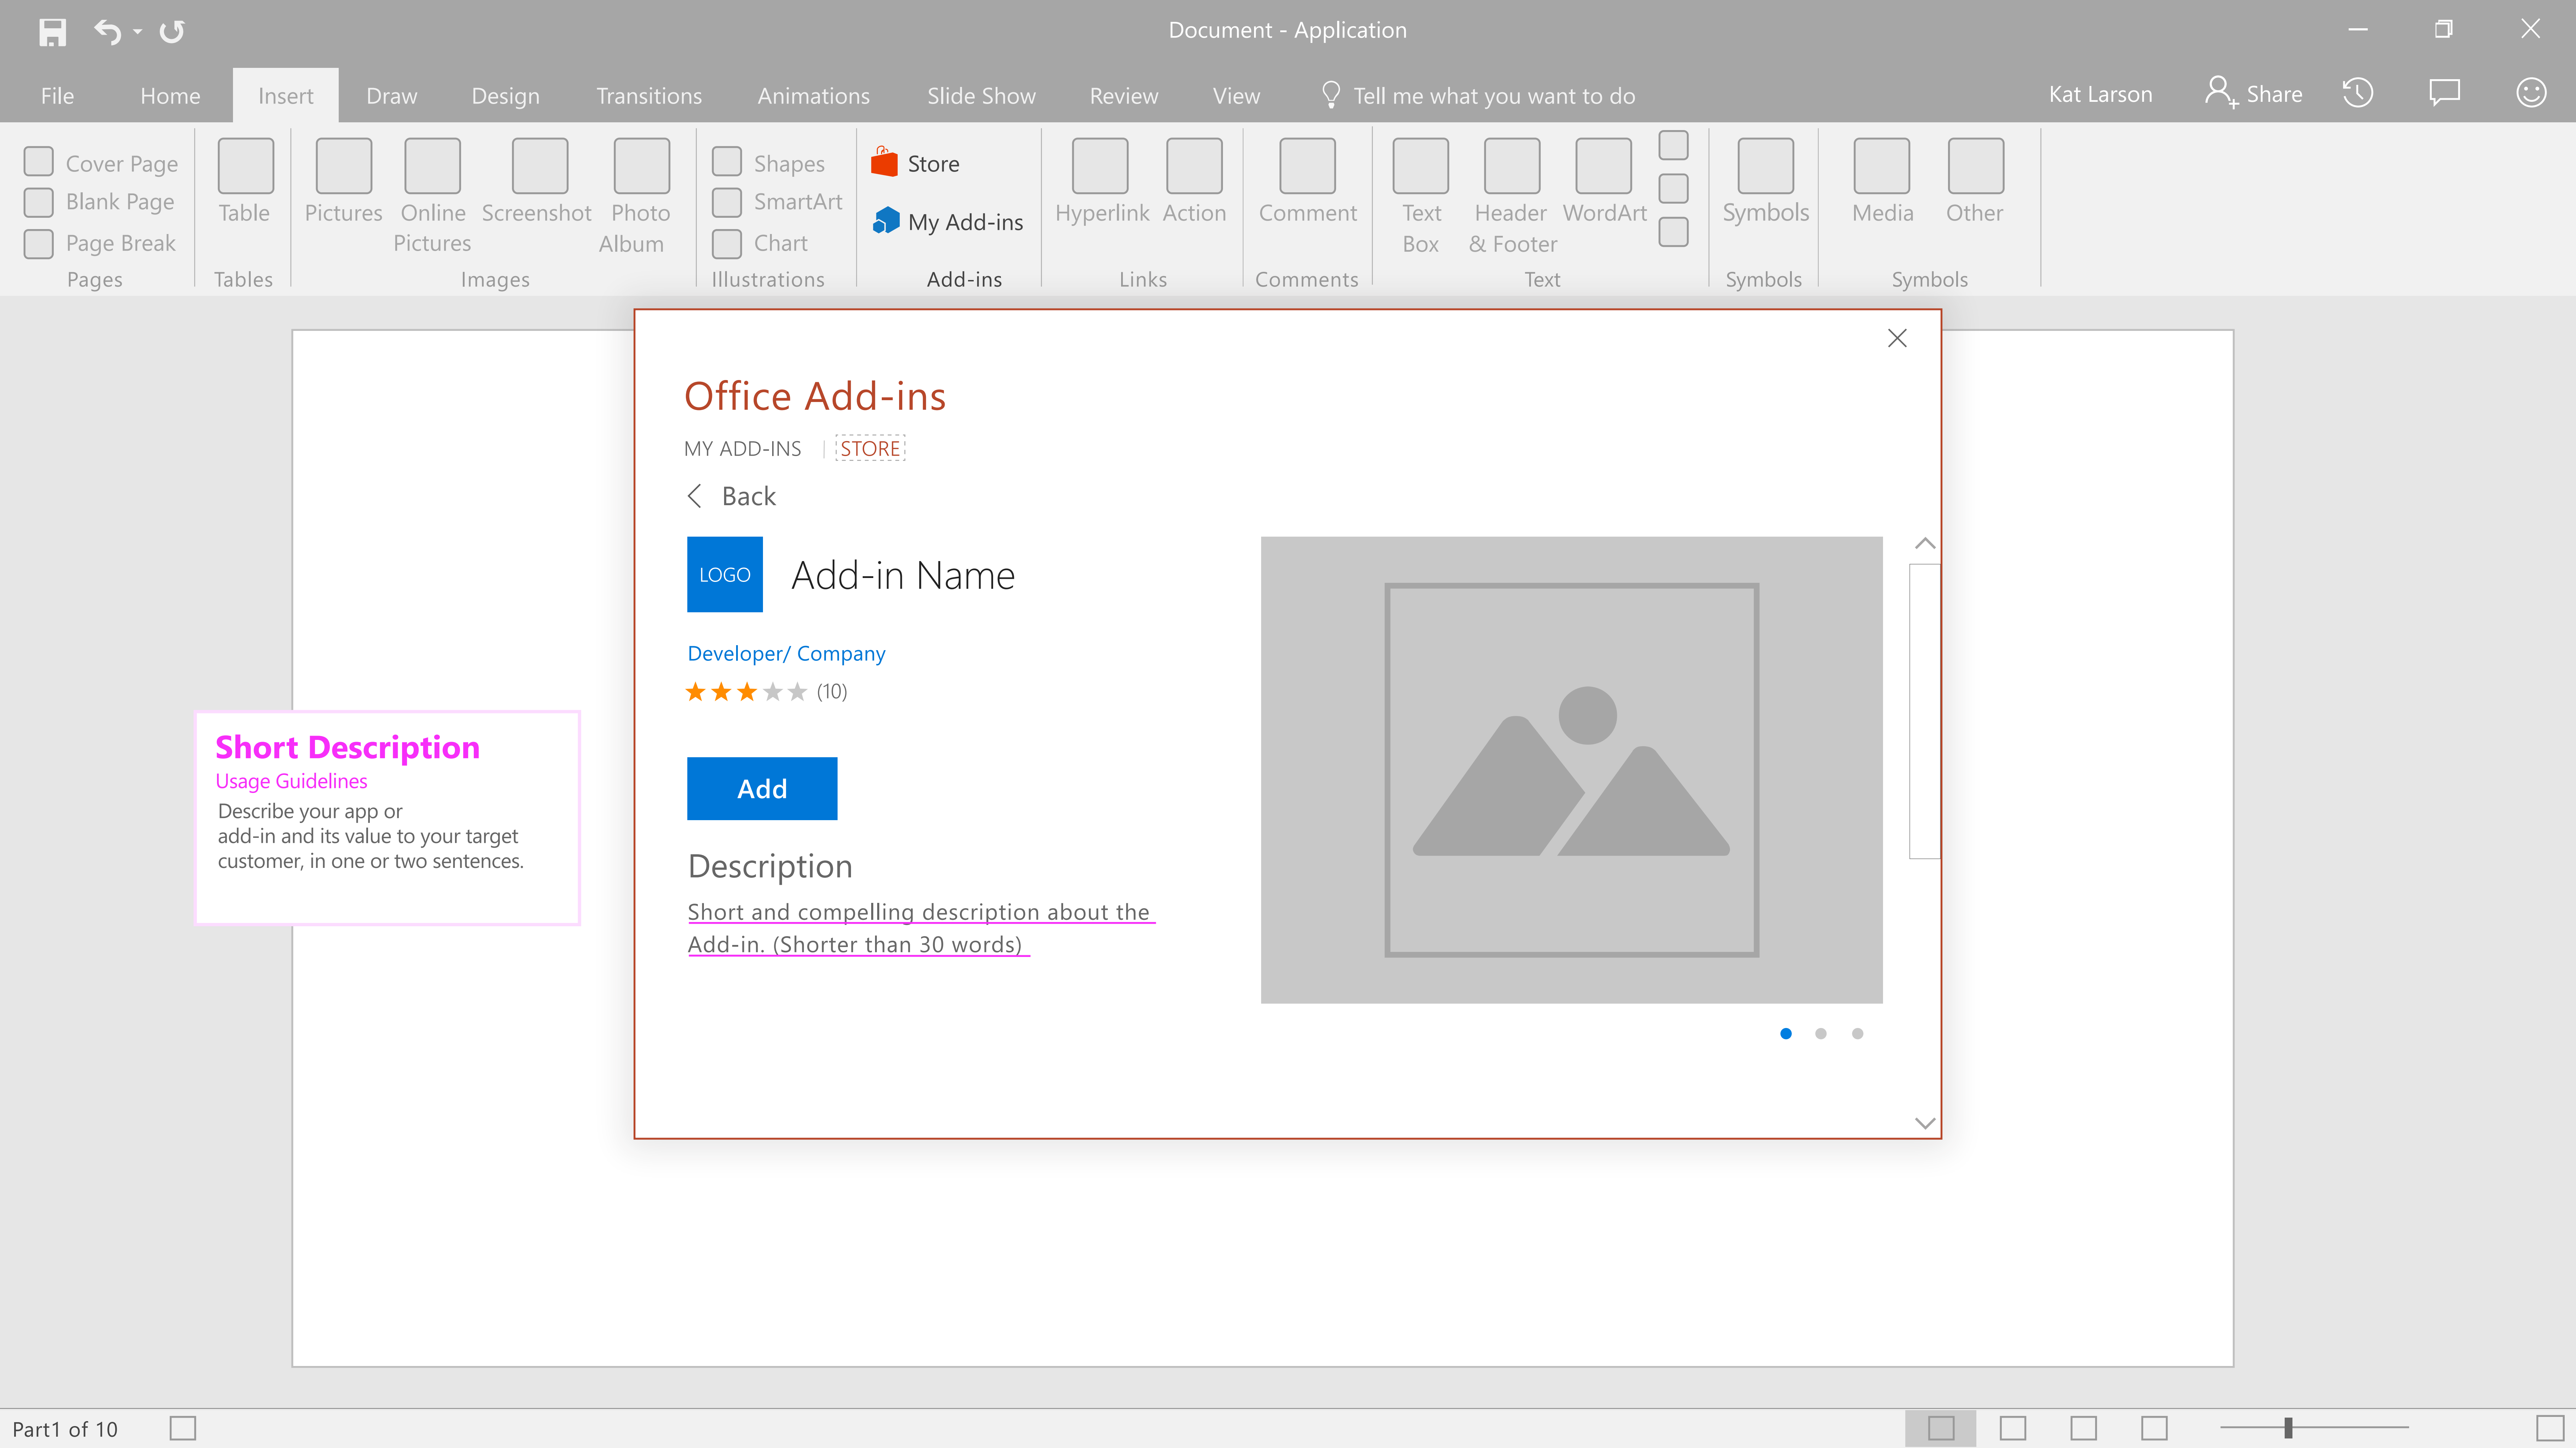 Document - Application
File Home Insert Draw Design Transitions Animations Slide Show Review View Tell me what you want to do Kat Larson Share
Cover Page
Blank Page
Page Break
Pages
Table
Tables
Pictures Online Screenshot Photo
Pictures Album
Images
Shapes
SmartArt
Chart
Illustrations
Store
My Add-ins
Add-ins
Hyperlink Action
Links
Comment
Comments
Text Header WordArt
Box & Footer
Text
Symbols
Symbols
Media Other
Symbols
Office Add-ins
MY ADD-INS STORE
Back
LOGO Add-in Name
Developer/ Company
(10)
Add
Description
Short and compelling description about the
Add-in. (Shorter than 30 words)
Short Description
Usage Guidelines
Describe your app or
add-in and its value to your target
customer, in one or two sentences.
Part1 of 10